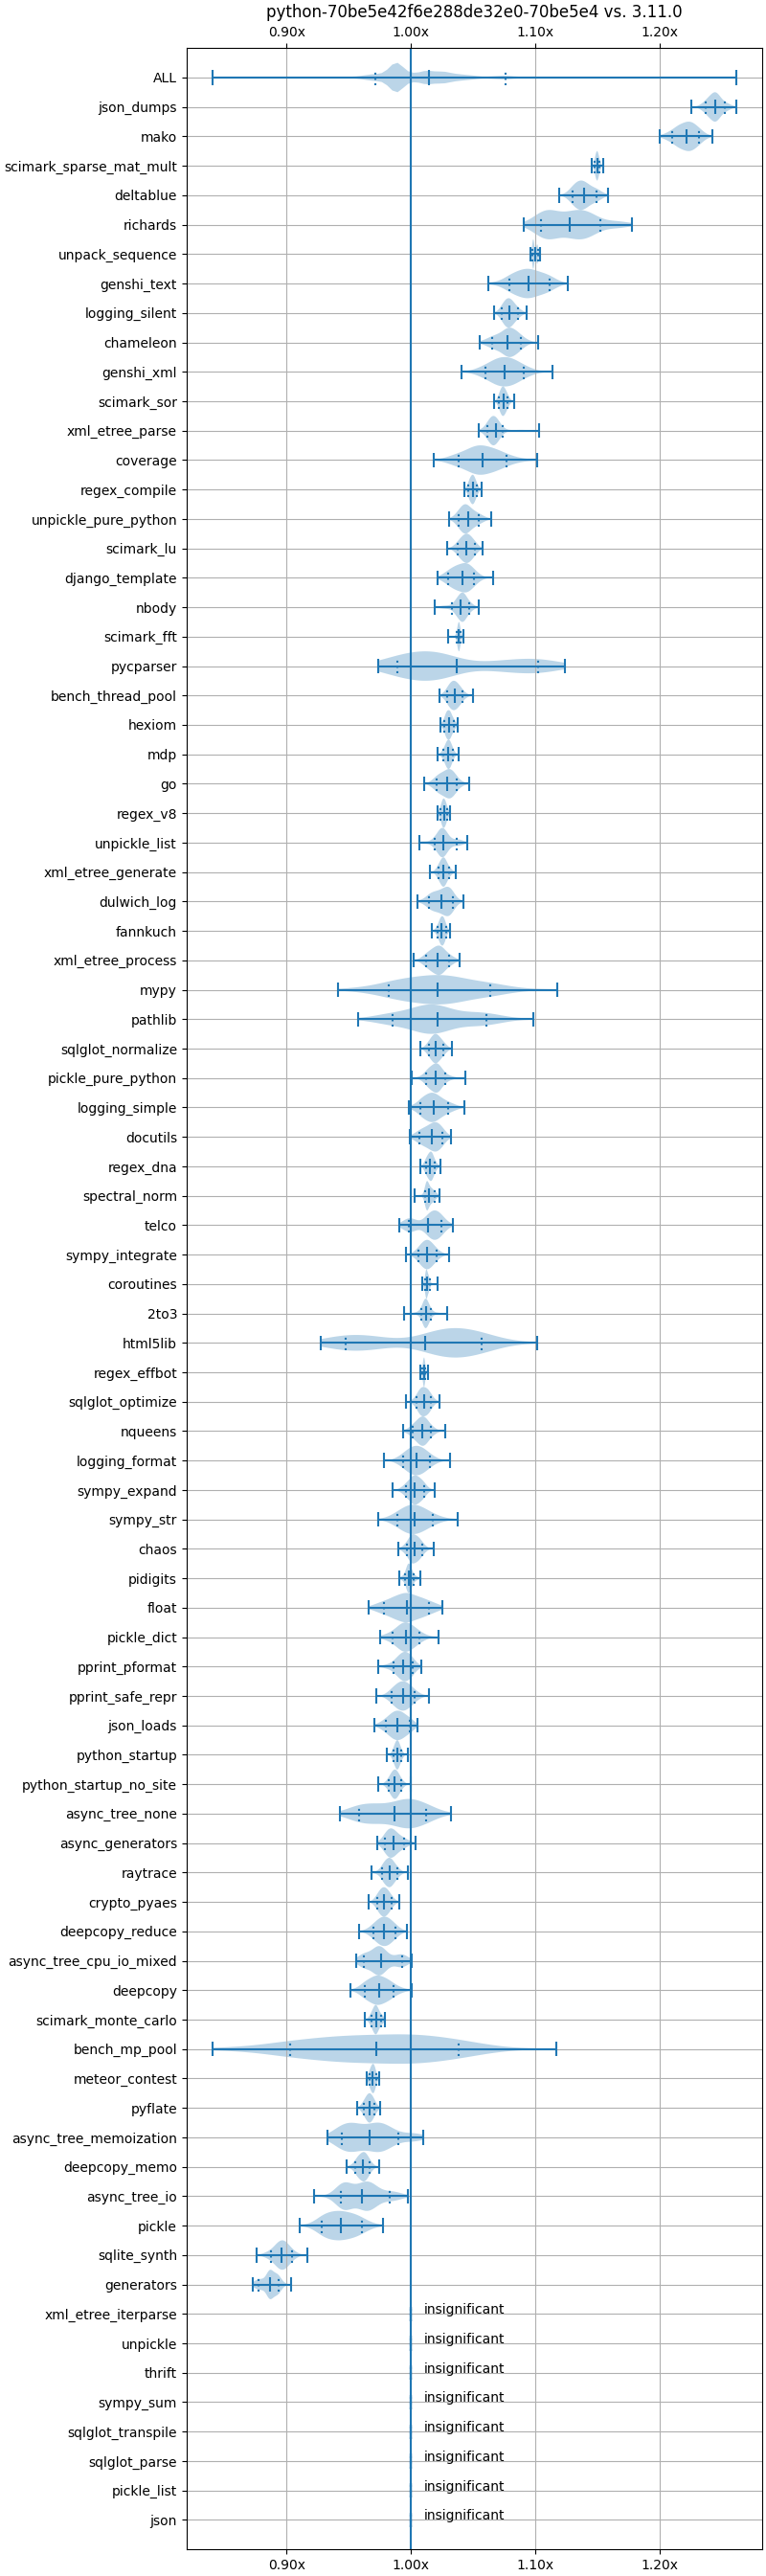 python-70be5e42f6e288de32e0-70be5e4 vs. 3.11.0
0.90x 1.00x 1.10x 1.20x
ALL
json_dumps
mako
scimark_sparse_mat_mult
deltablue
richards
unpack_sequence
genshi_text
logging_silent
chameleon
genshi_xml
scimark_sor
xml_etree_parse
coverage
regex_compile
unpickle_pure_python
scimark_lu
django_template
nbody
scimark_fft
pycparser
bench_thread_pool
hexiom
mdp
go
regex_v8
unpickle_list
xml_etree_generate
dulwich_log
fannkuch
xml_etree_process
mypy
pathlib
sqlglot_normalize
pickle_pure_python
logging_simple
docutils
regex_dna
spectral_norm
telco
sympy_integrate
coroutines
2to3
html5lib
regex_effbot
sqlglot_optimize
nqueens
logging_format
sympy_expand
sympy_str
chaos
pidigits
float
pickle_dict
pprint_pformat
pprint_safe_repr
json_loads
python_startup
python_startup_no_site
async_tree_none
async_generators
raytrace
crypto_pyaes
deepcopy_reduce
async_tree_cpu_io_mixed
deepcopy
scimark_monte_carlo
bench_mp_pool
meteor_contest
pyflate
async_tree_memoization
deepcopy_memo
async_tree_io
pickle
sqlite_synth
generators
xml_etree_iterparse insignificant
unpickle insignificant
thrift insignificant
sympy_sum insignificant
sqlglot_transpile insignificant
sqlglot_parse insignificant
pickle_list insignificant
json insignificant
0.90x 1.00x 1.10x 1.20x